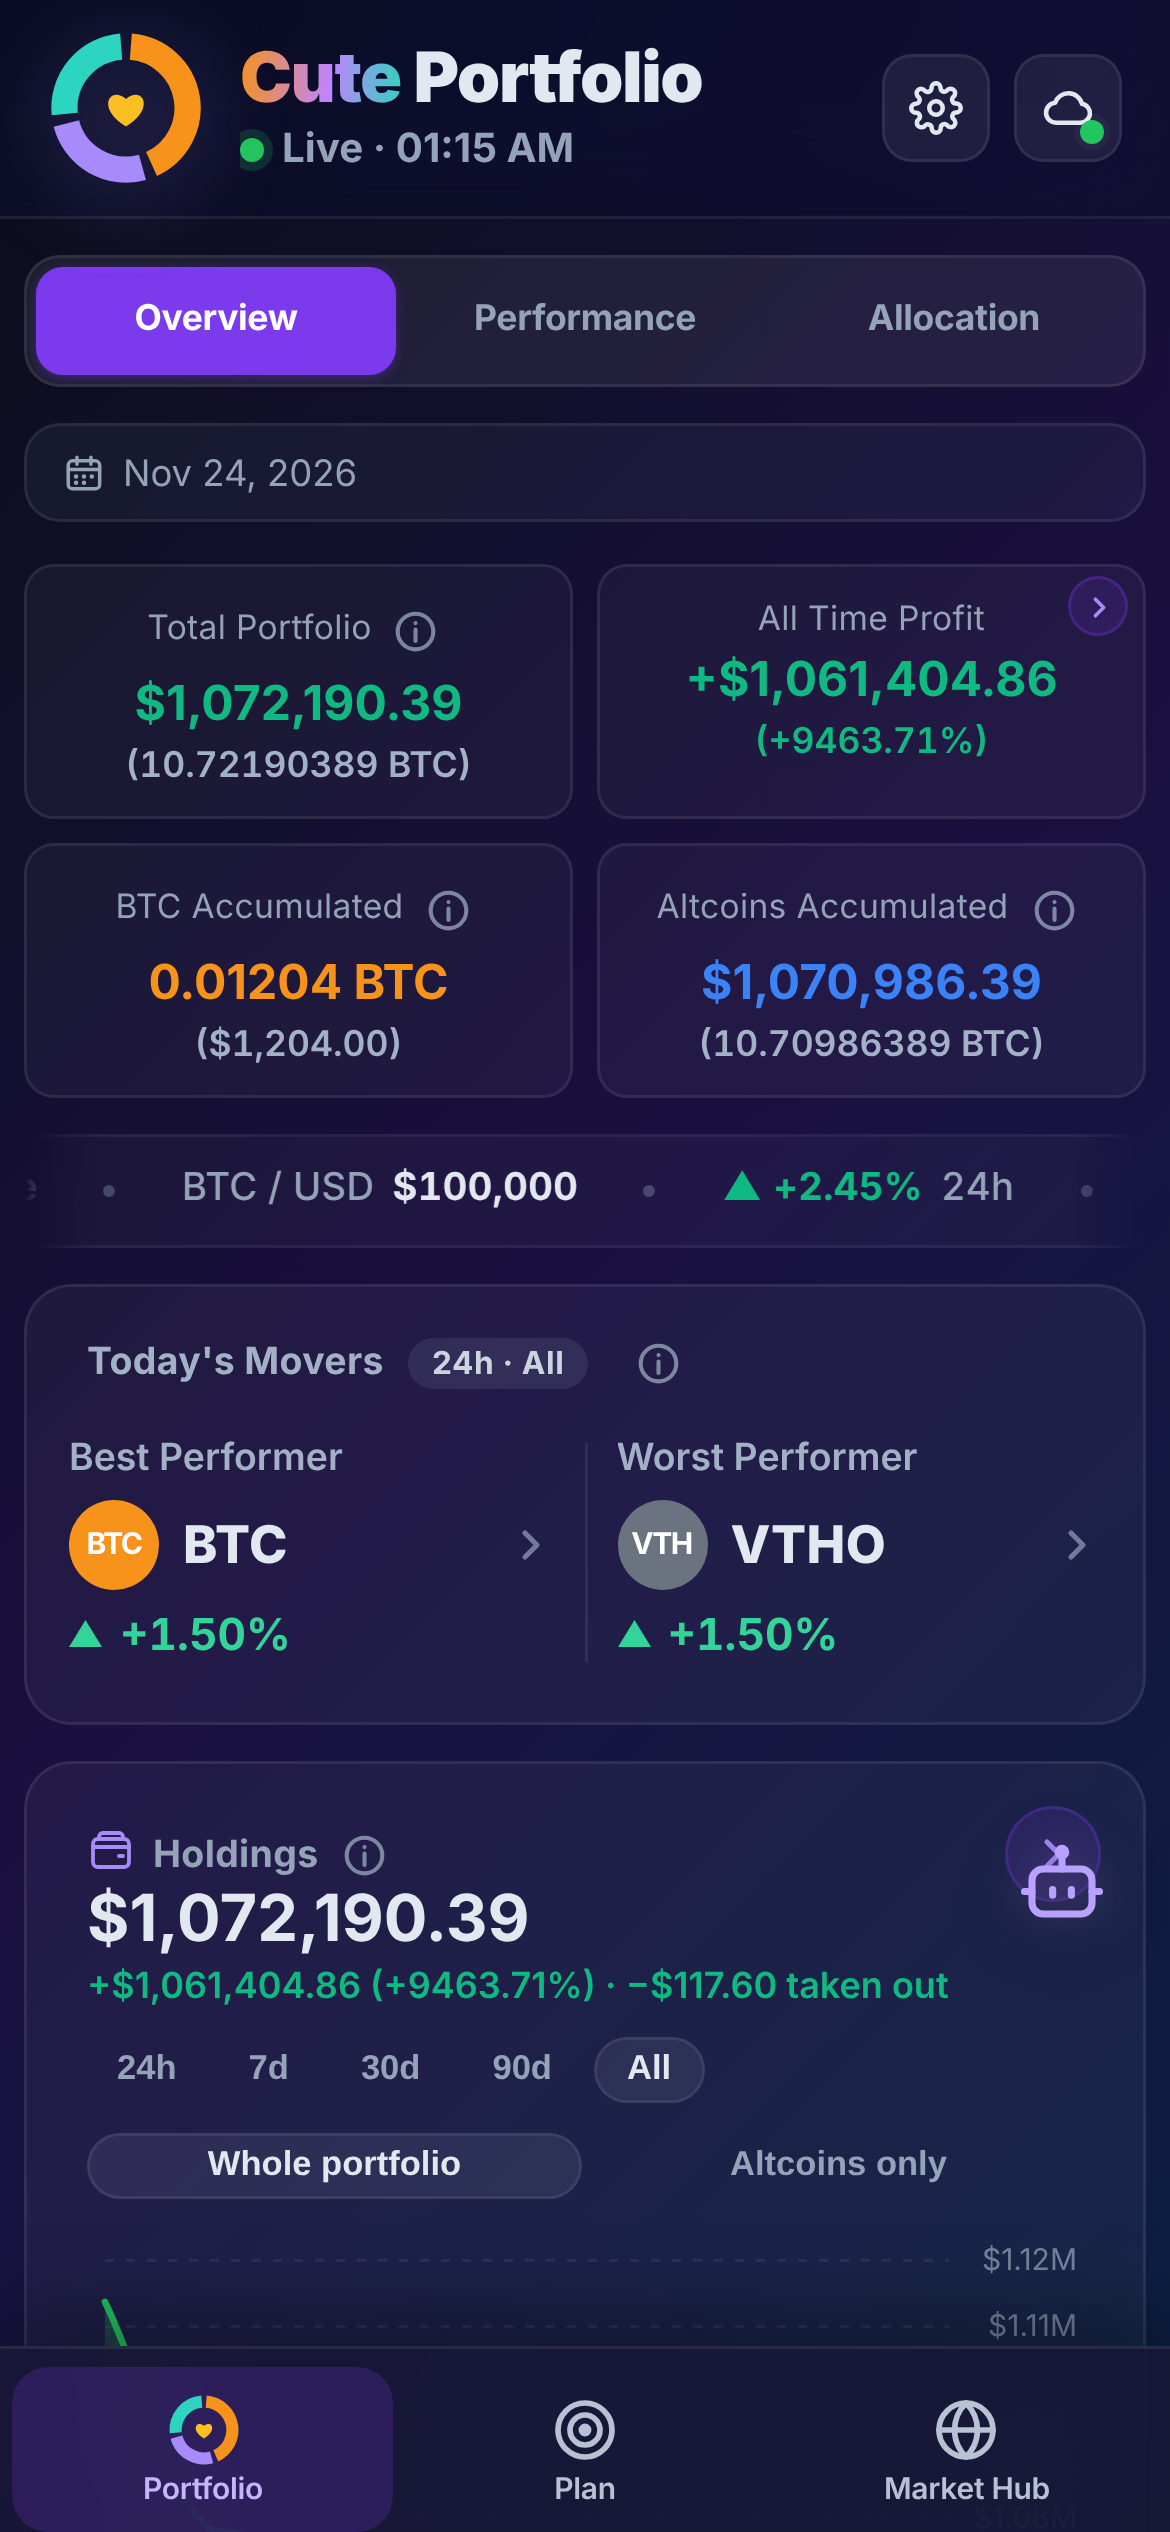 Cute Portfolio
Live · 01:15 AM
Overview
Performance
Allocation
Nov 24, 2026
Total Portfolio
$1,072,190.39
(10.72190389 BTC)
All Time Profit
+$1,061,404.86
(+9463.71%)
BTC Accumulated
0.01204 BTC
($1,204.00)
Altcoins Accumulated
$1,070,986.39
(10.70986389 BTC)
BTC / USD $100,000
▲ +2.45% 24h
Today's Movers
24h · All
Best Performer
BTC
BTC
▲ +1.50%
Worst Performer
VTH
VTHO
▲ +1.50%
Holdings
$1,072,190.39
+$1,061,404.86 (+9463.71%) · −$117.60 taken out
24h
7d
30d
90d
All
Whole portfolio
Altcoins only
$1.12M
$1.11M
$1.08M
Portfolio
Plan
Market Hub